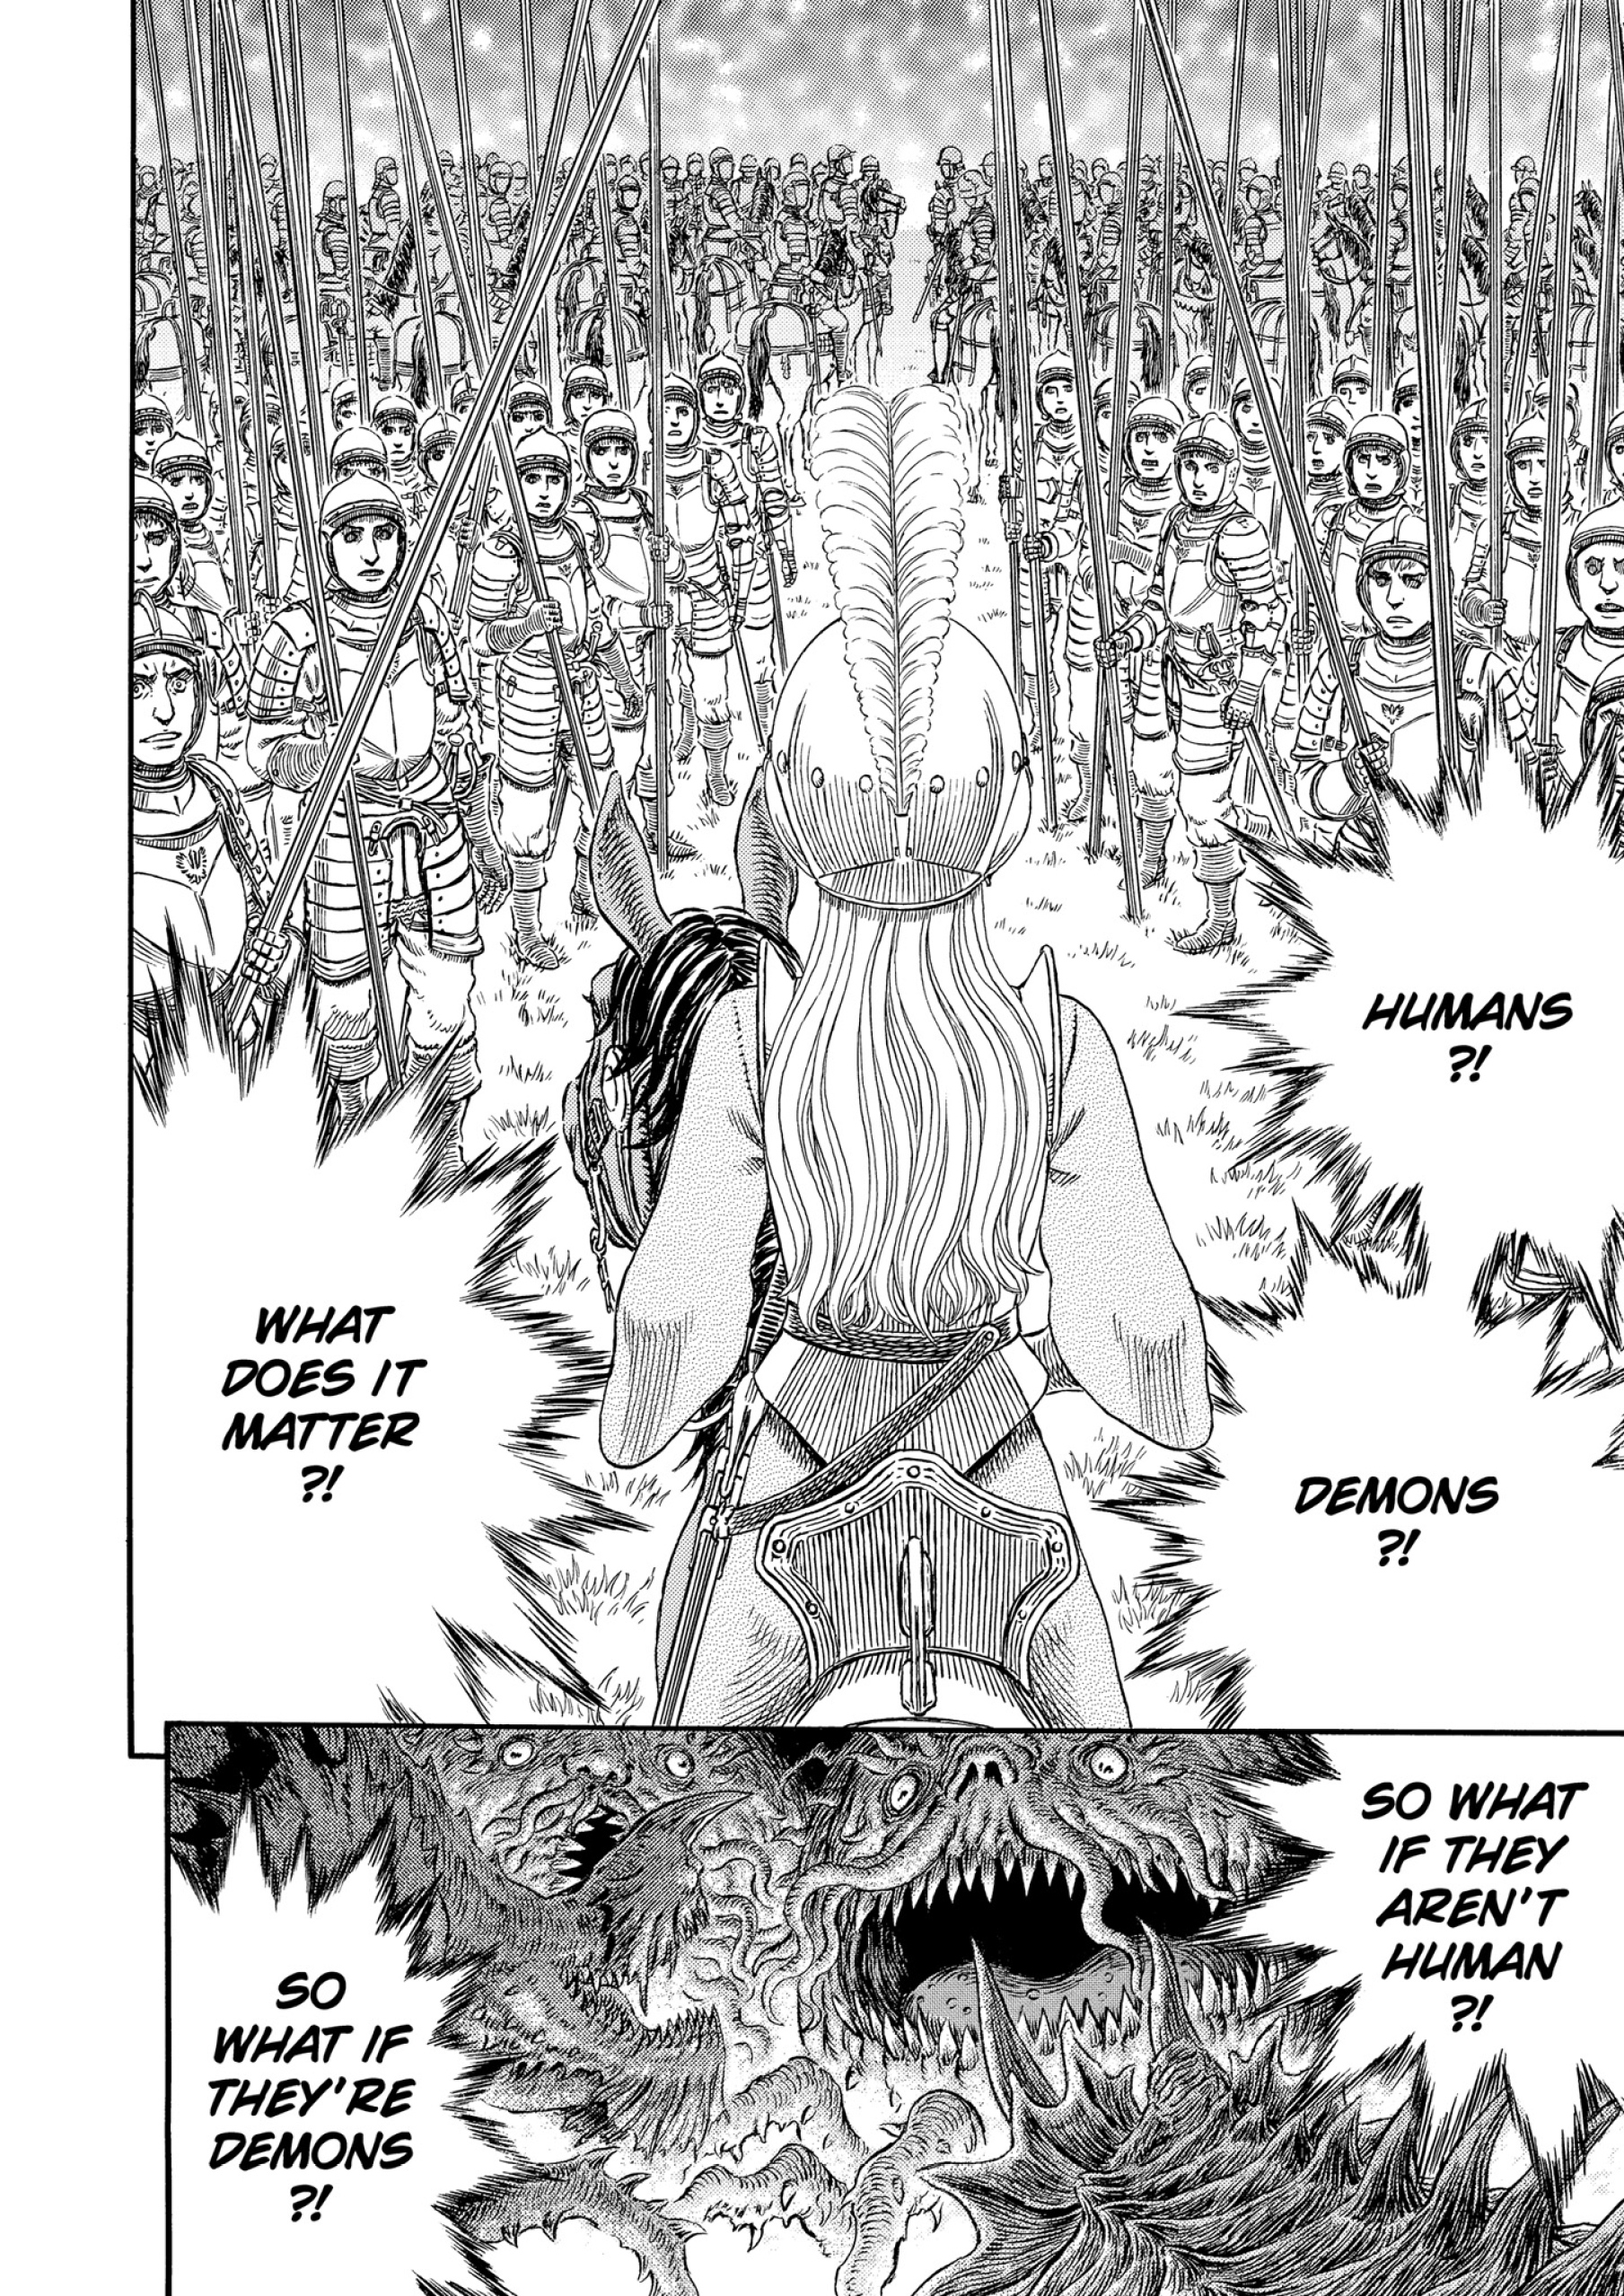 HUMANS
?!
DEMONS
?!
WHAT
DOES IT
MATTER
?!
SO WHAT
IF THEY
AREN'T
HUMAN
?!
SO
WHAT IF
THEY'RE
DEMONS
?!